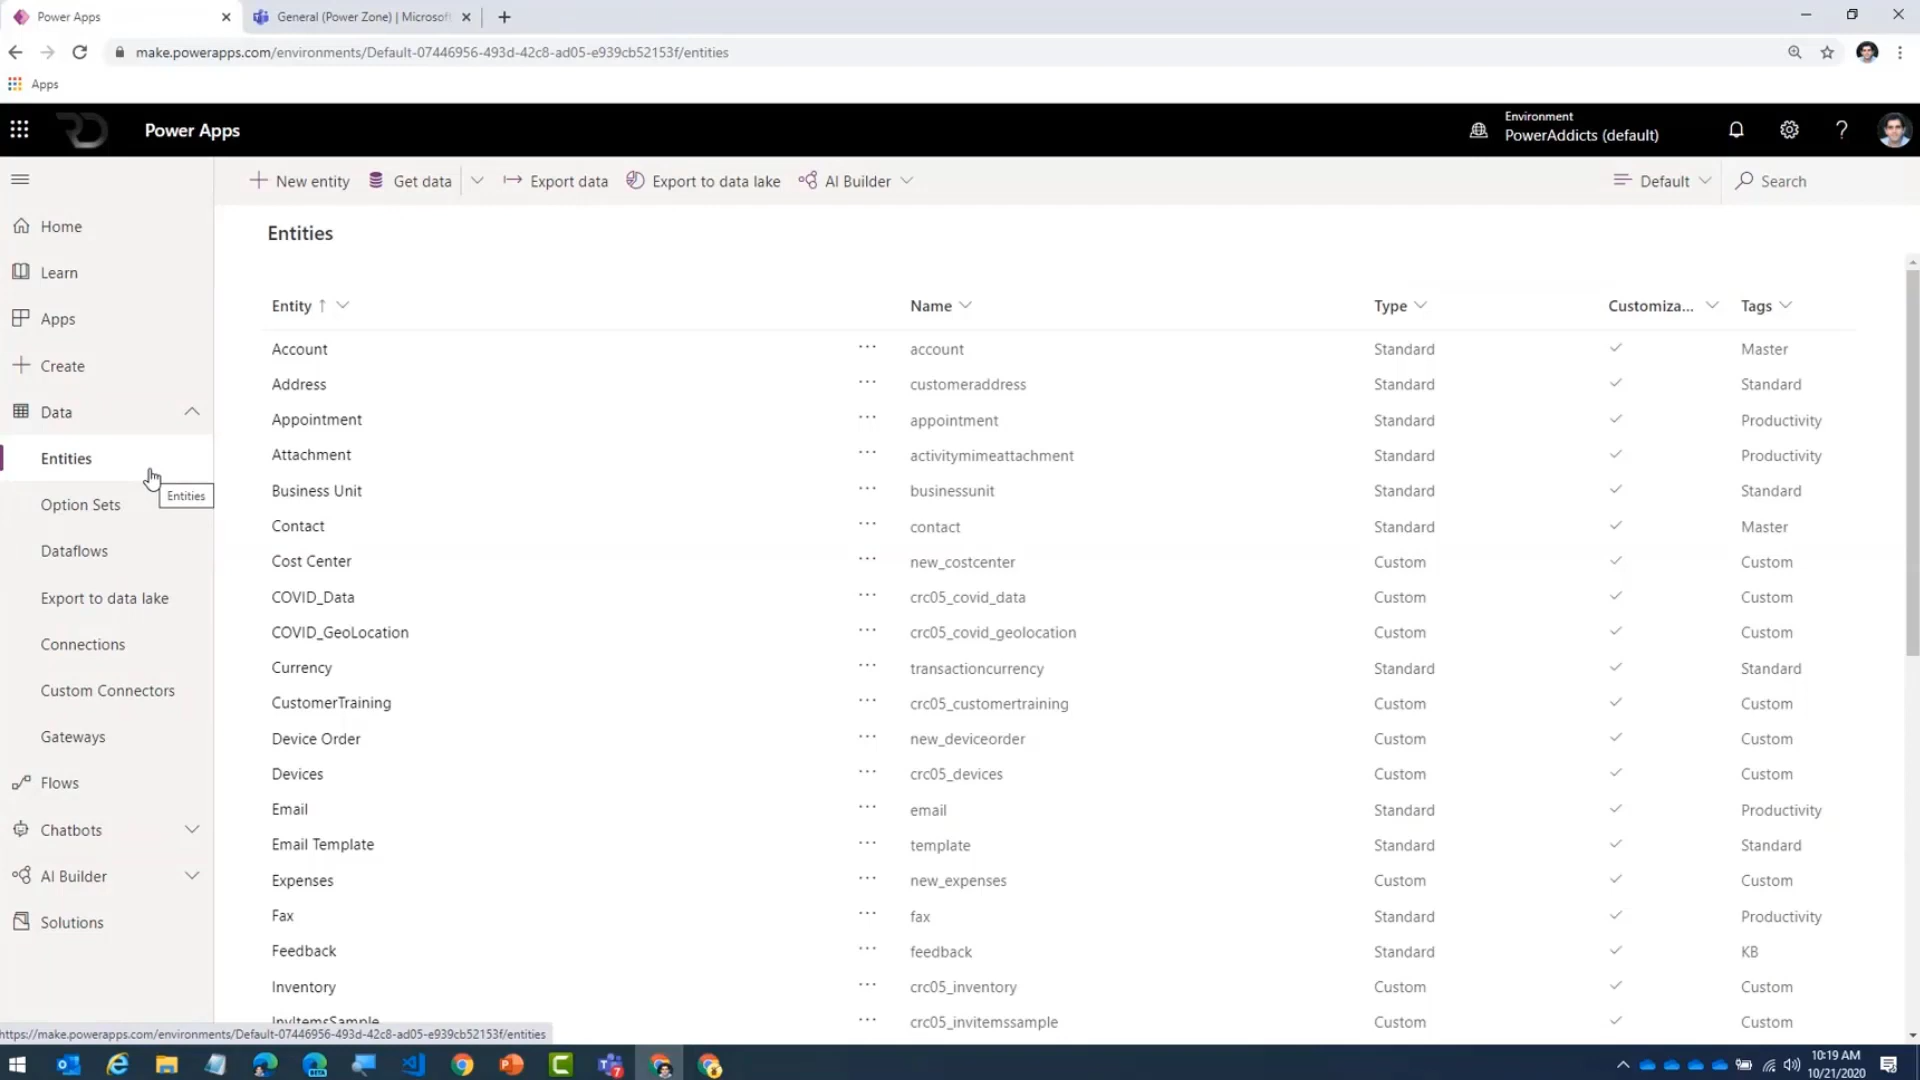 Power Apps
General (Power Zone) | Microsof
make.powerapps.com/environments/Default-07446956-493d-42c8-ad05-e939cb52153f/entities
Apps
Power Apps
Environment
PowerAddicts (default)
New entity
Get data
Export data
Export to data lake
AI Builder
Default
Search
Home
Learn
Apps
Create
Data
Entities
Entities
Option Sets
Dataflows
Export to data lake
Connections
Custom Connectors
Gateways
Flows
Chatbots
AI Builder
Solutions
Entities
Entity ↑ Name Type Customiza... Tags
Account ... account Standard Master
Address ... customeraddress Standard Standard
Appointment ... appointment Standard Productivity
Attachment ... activitymimeattachment Standard Productivity
Business Unit ... businessunit Standard Standard
Contact ... contact Standard Master
Cost Center ... new_costcenter Custom Custom
COVID_Data ... crc05_covid_data Custom Custom
COVID_GeoLocation ... crc05_covid_geolocation Custom Custom
Currency ... transactioncurrency Standard Standard
CustomerTraining ... crc05_customertraining Custom Custom
Device Order ... new_deviceorder Custom Custom
Devices ... crc05_devices Custom Custom
Email ... email Standard Productivity
Email Template ... template Standard Standard
Expenses ... new_expenses Custom Custom
Fax ... fax Standard Productivity
Feedback ... feedback Standard KB
Inventory ... crc05_inventory Custom Custom
InvItemsSample ... crc05_invitemssample Custom Custom
https://make.powerapps.com/environments/Default-07446956-493d-42c8-ad05-e939cb52153f/entities
10:19 AM
10/21/2020